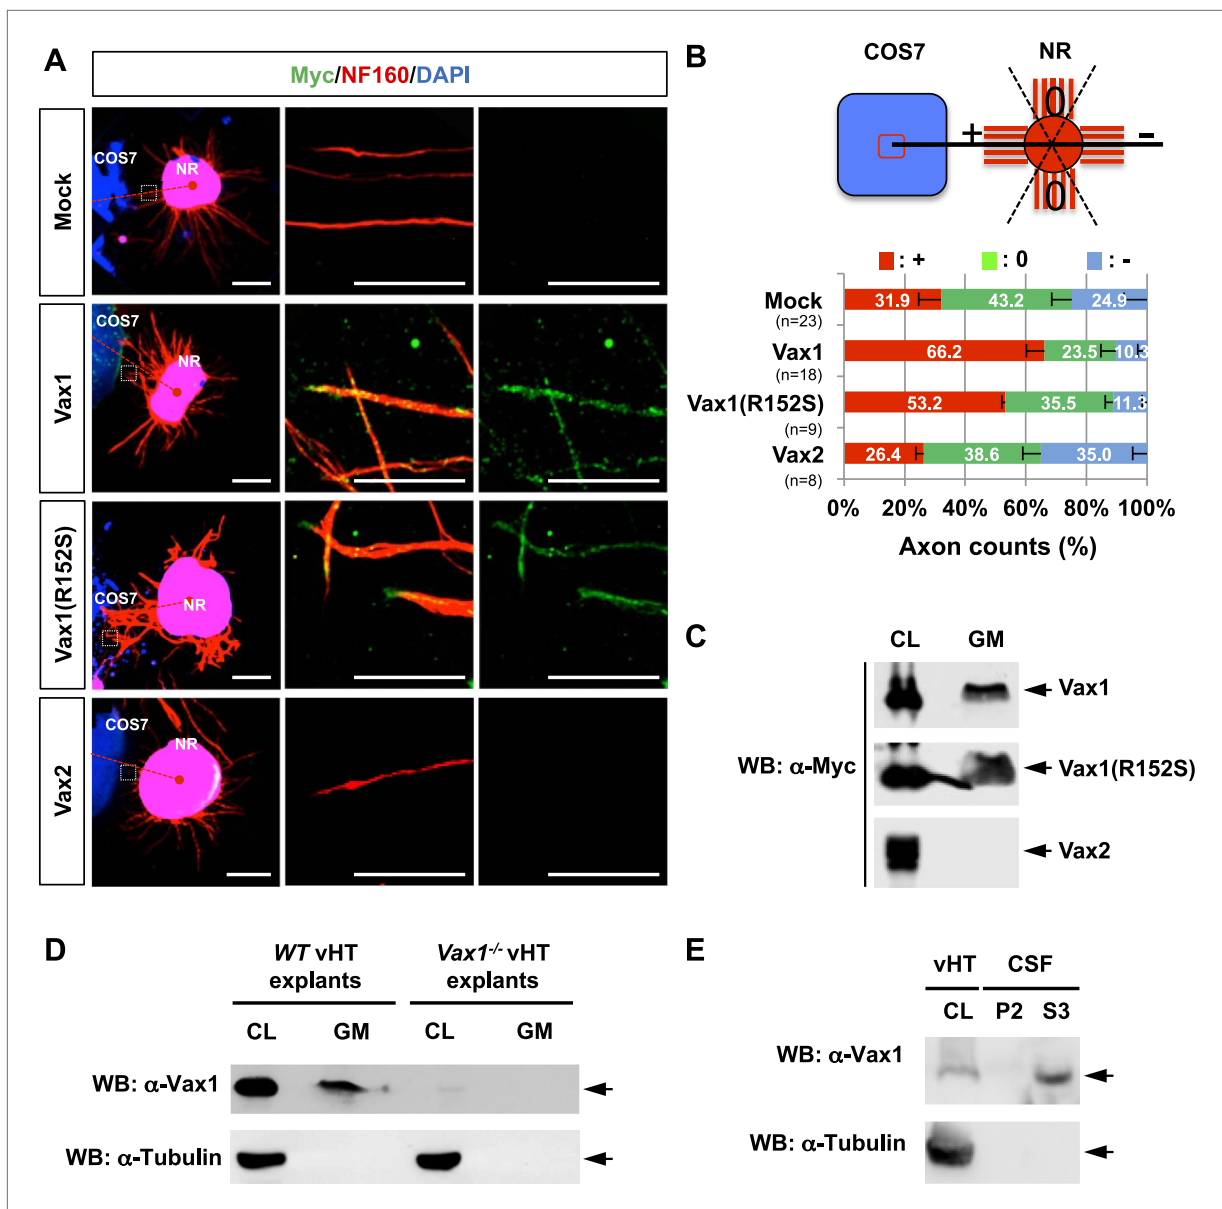 A
Myc/NF160/DAPI
Mock
COS7
NR
Vax1
COS7
NR
Vax1(R152S)
COS7
NR
Vax2
COS7
NR
B
COS7 NR
0
+ -
0
: + : 0 : -
Mock 31.9 43.2 24.9
(n=23)
Vax1 66.2 23.5 10.3
(n=18)
Vax1(R152S) 53.2 35.5 11.3
(n=9)
Vax2 26.4 38.6 35.0
(n=8)
0% 20% 40% 60% 80% 100%
Axon counts (%)
C
CL GM
Vax1
WB: α-Myc Vax1(R152S)
Vax2
D
WT vHT explants
Vax1-/- vHT explants
CL GM CL GM
WB: α-Vax1
WB: α-Tubulin
E
vHT CSF
CL P2 S3
WB: α-Vax1
WB: α-Tubulin